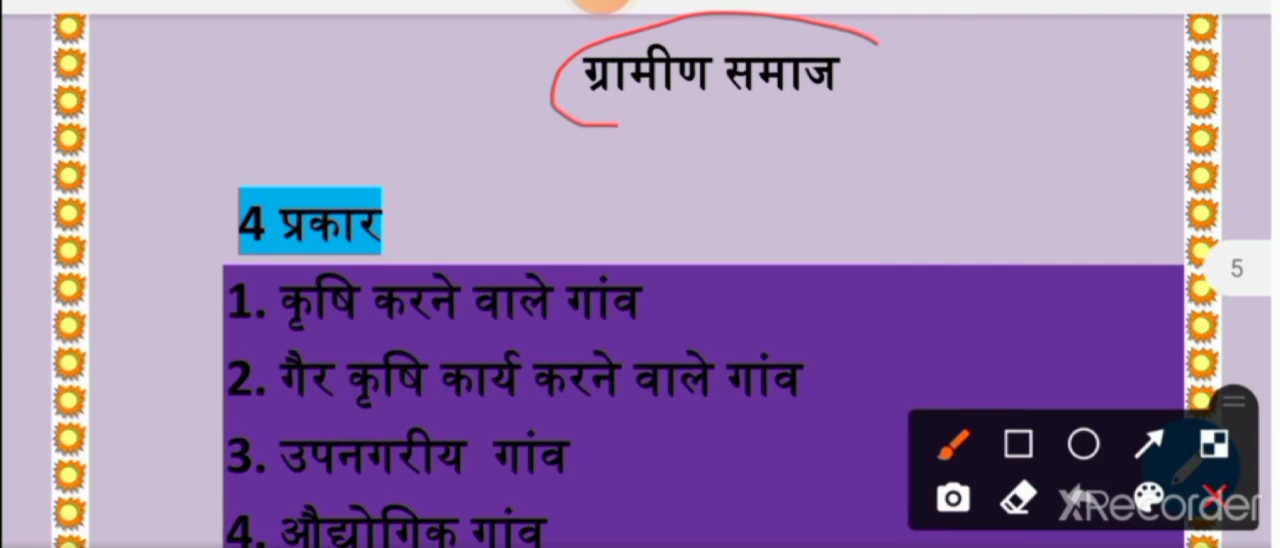 ग्रामीण समाज
4 प्रकार
1. कृषि करने वाले गांव
2. गैर कृषि कार्य करने वाले गांव
5
3. उपनगरीय गांव
4. औद्योगिक गांव
XRecorder